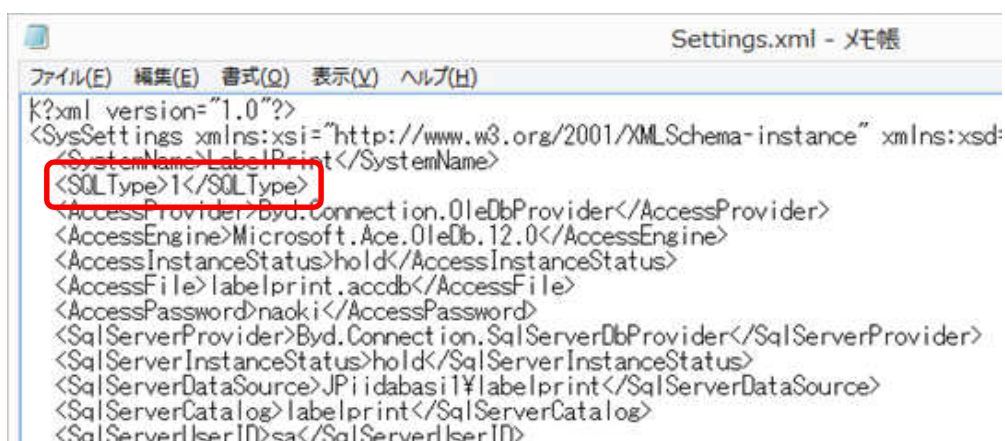 Settings.xml - メモ帳
ファイル(F) 編集(E) 書式(O) 表示(V) ヘルプ(H)
<?xml version="1.0"?>
<SysSettings xmlns:xsi="http://www.w3.org/2001/XMLSchema-instance" xmlns:xsd=
<SystemName>LabelPrint</SystemName>
<SQLType>1</SQLType>
<AccessProvider>Byd.Connection.OleDbProvider</AccessProvider>
<AccessEngine>Microsoft.Ace.OleDb.12.0</AccessEngine>
<AccessInstanceStatus>hold</AccessInstanceStatus>
<AccessFile>labelprint.accdb</AccessFile>
<AccessPassword>naoki</AccessPassword>
<SqlServerProvider>Byd.Connection.SqlServerDbProvider</SqlServerProvider>
<SqlServerInstanceStatus>hold</SqlServerInstanceStatus>
<SqlServerDataSource>JPiidabasi1¥labelprint</SqlServerDataSource>
<SqlServerCatalog>labelprint</SqlServerCatalog>
<SqlServerUserID>sa</SqlServerUserID>